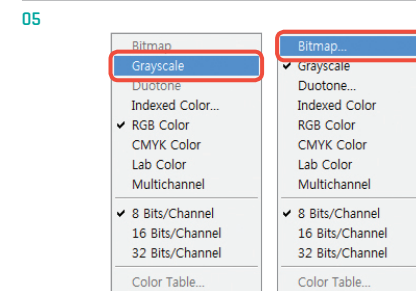 05
Bitmap...
Grayscale
Duotone
Indexed Color...
RGB Color
CMYK Color
Lab Color
Multichannel
8 Bits/Channel
16 Bits/Channel
32 Bits/Channel
Color Table...
Bitmap...
Grayscale
Duotone...
Indexed Color
RGB Color
CMYK Color
Lab Color
Multichannel
8 Bits/Channel
16 Bits/Channel
32 Bits/Channel
Color Table...